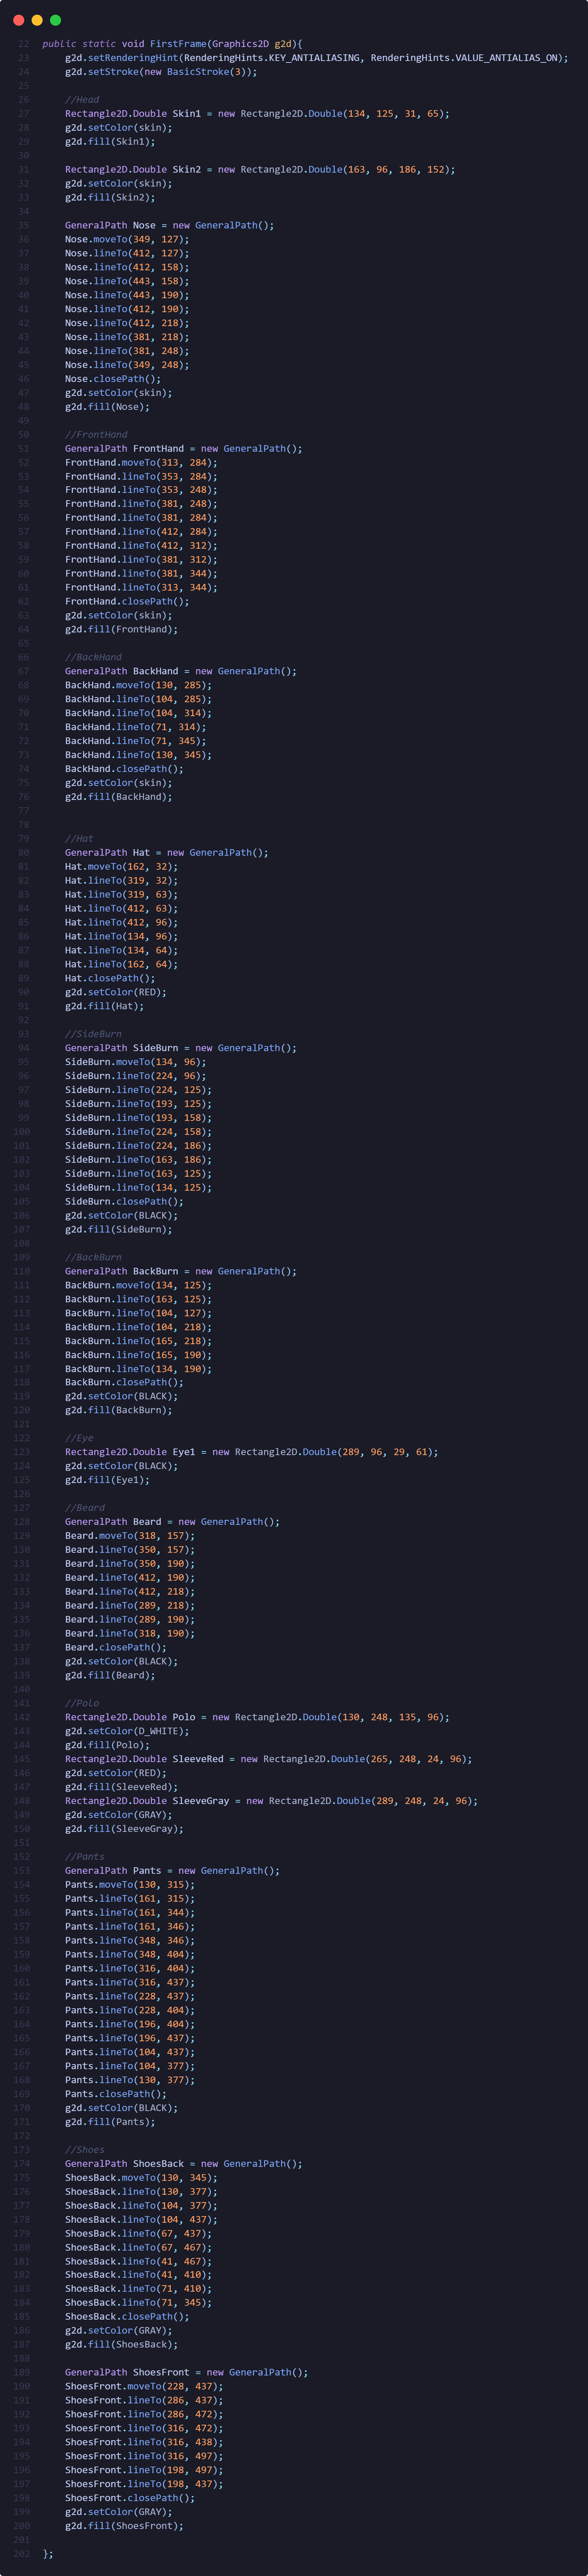 22 public static void FirstFrame(Graphics2D g2d){
23 g2d.setRenderingHint(RenderingHints.KEY_ANTIALIASING, RenderingHints.VALUE_ANTIALIAS_ON);
24 g2d.setStroke(new BasicStroke(3));
25
26 //Head
27 Rectangle2D.Double Skin1 = new Rectangle2D.Double(134, 125, 31, 65);
28 g2d.setColor(skin);
29 g2d.fill(Skin1);
30
31 Rectangle2D.Double Skin2 = new Rectangle2D.Double(163, 96, 186, 152);
32 g2d.setColor(skin);
33 g2d.fill(Skin2);
34
35 GeneralPath Nose = new GeneralPath();
36 Nose.moveTo(349, 127);
37 Nose.lineTo(412, 127);
38 Nose.lineTo(412, 158);
39 Nose.lineTo(443, 158);
40 Nose.lineTo(443, 190);
41 Nose.lineTo(412, 190);
42 Nose.lineTo(412, 218);
43 Nose.lineTo(381, 218);
44 Nose.lineTo(381, 248);
45 Nose.lineTo(349, 248);
46 Nose.closePath();
47 g2d.setColor(skin);
48 g2d.fill(Nose);
49
50 //FrontHand
51 GeneralPath FrontHand = new GeneralPath();
52 FrontHand.moveTo(313, 284);
53 FrontHand.lineTo(353, 284);
54 FrontHand.lineTo(353, 248);
55 FrontHand.lineTo(381, 248);
56 FrontHand.lineTo(381, 284);
57 FrontHand.lineTo(412, 284);
58 FrontHand.lineTo(412, 312);
59 FrontHand.lineTo(381, 312);
60 FrontHand.lineTo(381, 344);
61 FrontHand.lineTo(313, 344);
62 FrontHand.closePath();
63 g2d.setColor(skin);
64 g2d.fill(FrontHand);
65
66 //BackHand
67 GeneralPath BackHand = new GeneralPath();
68 BackHand.moveTo(130, 285);
69 BackHand.lineTo(104, 285);
70 BackHand.lineTo(104, 314);
71 BackHand.lineTo(71, 314);
72 BackHand.lineTo(71, 345);
73 BackHand.lineTo(130, 345);
74 BackHand.closePath();
75 g2d.setColor(skin);
76 g2d.fill(BackHand);
77
78
79 //Hat
80 GeneralPath Hat = new GeneralPath();
81 Hat.moveTo(162, 32);
82 Hat.lineTo(319, 32);
83 Hat.lineTo(319, 63);
84 Hat.lineTo(412, 63);
85 Hat.lineTo(412, 96);
86 Hat.lineTo(134, 96);
87 Hat.lineTo(134, 64);
88 Hat.lineTo(162, 64);
89 Hat.closePath();
90 g2d.setColor(RED);
91 g2d.fill(Hat);
92
93 //SideBurn
94 GeneralPath SideBurn = new GeneralPath();
95 SideBurn.moveTo(134, 96);
96 SideBurn.lineTo(224, 96);
97 SideBurn.lineTo(224, 125);
98 SideBurn.lineTo(193, 125);
99 SideBurn.lineTo(193, 158);
100 SideBurn.lineTo(224, 158);
101 SideBurn.lineTo(224, 186);
102 SideBurn.lineTo(163, 186);
103 SideBurn.lineTo(163, 125);
104 SideBurn.lineTo(134, 125);
105 SideBurn.closePath();
106 g2d.setColor(BLACK);
107 g2d.fill(SideBurn);
108
109 //BackBurn
110 GeneralPath BackBurn = new GeneralPath();
111 BackBurn.moveTo(134, 125);
112 BackBurn.lineTo(163, 125);
113 BackBurn.lineTo(104, 127);
114 BackBurn.lineTo(104, 218);
115 BackBurn.lineTo(165, 218);
116 BackBurn.lineTo(165, 190);
117 BackBurn.lineTo(134, 190);
118 BackBurn.closePath();
119 g2d.setColor(BLACK);
120 g2d.fill(BackBurn);
121
122 //Eye
123 Rectangle2D.Double Eye1 = new Rectangle2D.Double(289, 96, 29, 61);
124 g2d.setColor(BLACK);
125 g2d.fill(Eye1);
126
127 //Beard
128 GeneralPath Beard = new GeneralPath();
129 Beard.moveTo(318, 157);
130 Beard.lineTo(350, 157);
131 Beard.lineTo(350, 190);
132 Beard.lineTo(412, 190);
133 Beard.lineTo(412, 218);
134 Beard.lineTo(289, 218);
135 Beard.lineTo(289, 190);
136 Beard.lineTo(318, 190);
137 Beard.closePath();
138 g2d.setColor(BLACK);
139 g2d.fill(Beard);
140
141 //Polo
142 Rectangle2D.Double Polo = new Rectangle2D.Double(130, 248, 135, 96);
143 g2d.setColor(D_WHITE);
144 g2d.fill(Polo);
145 Rectangle2D.Double SleeveRed = new Rectangle2D.Double(265, 248, 24, 96);
146 g2d.setColor(RED);
147 g2d.fill(SleeveRed);
148 Rectangle2D.Double SleeveGray = new Rectangle2D.Double(289, 248, 24, 96);
149 g2d.setColor(GRAY);
150 g2d.fill(SleeveGray);
151
152 //Pants
153 GeneralPath Pants = new GeneralPath();
154 Pants.moveTo(130, 315);
155 Pants.lineTo(161, 315);
156 Pants.lineTo(161, 344);
157 Pants.lineTo(161, 346);
158 Pants.lineTo(348, 346);
159 Pants.lineTo(348, 404);
160 Pants.lineTo(316, 404);
161 Pants.lineTo(316, 437);
162 Pants.lineTo(228, 437);
163 Pants.lineTo(228, 404);
164 Pants.lineTo(196, 404);
165 Pants.lineTo(196, 437);
166 Pants.lineTo(104, 437);
167 Pants.lineTo(104, 377);
168 Pants.lineTo(130, 377);
169 Pants.closePath();
170 g2d.setColor(BLACK);
171 g2d.fill(Pants);
172
173 //Shoes
174 GeneralPath ShoesBack = new GeneralPath();
175 ShoesBack.moveTo(130, 345);
176 ShoesBack.lineTo(130, 377);
177 ShoesBack.lineTo(104, 377);
178 ShoesBack.lineTo(104, 437);
179 ShoesBack.lineTo(67, 437);
180 ShoesBack.lineTo(67, 467);
181 ShoesBack.lineTo(41, 467);
182 ShoesBack.lineTo(41, 410);
183 ShoesBack.lineTo(71, 410);
184 ShoesBack.lineTo(71, 345);
185 ShoesBack.closePath();
186 g2d.setColor(GRAY);
187 g2d.fill(ShoesBack);
188
189 GeneralPath ShoesFront = new GeneralPath();
190 ShoesFront.moveTo(228, 437);
191 ShoesFront.lineTo(286, 437);
192 ShoesFront.lineTo(286, 472);
193 ShoesFront.lineTo(316, 472);
194 ShoesFront.lineTo(316, 438);
195 ShoesFront.lineTo(316, 497);
196 ShoesFront.lineTo(198, 497);
197 ShoesFront.lineTo(198, 437);
198 ShoesFront.closePath();
199 g2d.setColor(GRAY);
200 g2d.fill(ShoesFront);
201
202 };